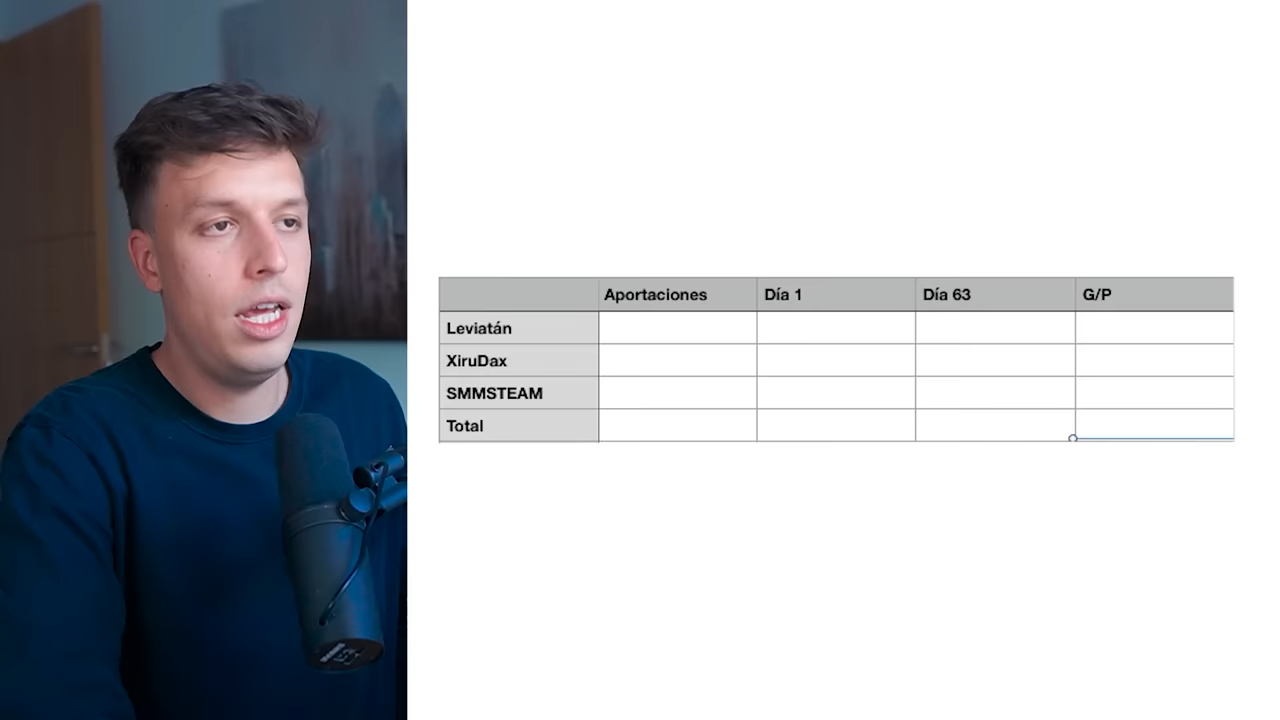 Aportaciones Día 1 Día 63 G/P
Leviatán
XiruDax
SMMSTEAM
Total